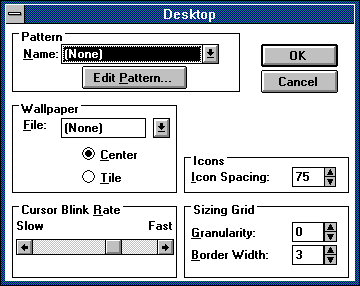 Desktop
Pattern
Name: (None)
OK
Edit Pattern...
Cancel
Wallpaper
File: (None)
Center
Tile
Icons
Icon Spacing: 75
Cursor Blink Rate
Slow Fast
Sizing Grid
Granularity: 0
Border Width: 3